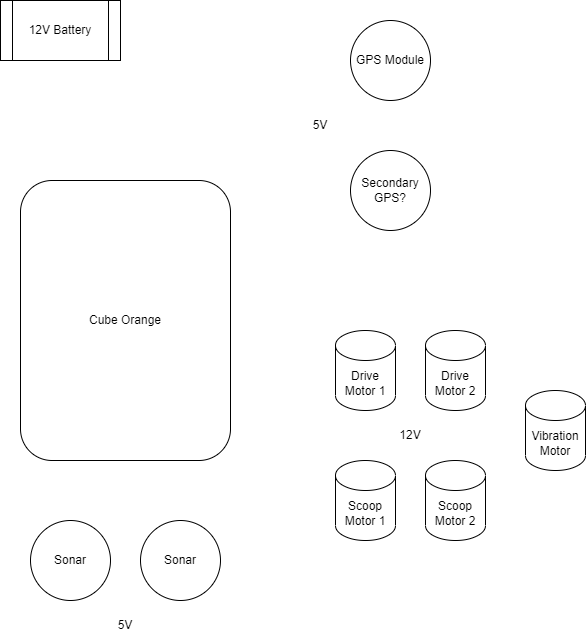 12V Battery
GPS Module
5V
Secondary
GPS?
Cube Orange
Drive
Motor 1
Drive
Motor 2
12V
Vibration
Motor
Scoop
Motor 1
Scoop
Motor 2
Sonar
Sonar
5V